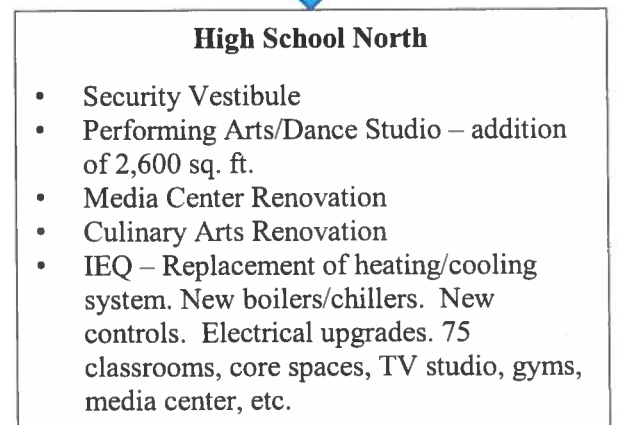 High School North
• Security Vestibule
• Performing Arts/Dance Studio – addition
of 2,600 sq. ft.
• Media Center Renovation
• Culinary Arts Renovation
• IEQ – Replacement of heating/cooling
system. New boilers/chillers.  New
controls.  Electrical upgrades. 75
classrooms, core spaces, TV studio, gyms,
media center, etc.